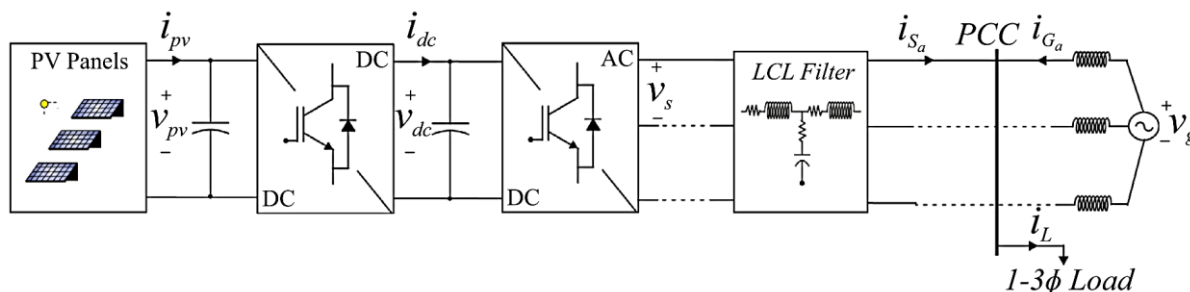 PV Panels
i_pv
v_pv
+
−
DC
DC
i_dc
v_dc
+
−
AC
DC
v_s
+
−
LCL Filter
i_Sa
PCC
i_Ga
+
−
v_g
i_L
1-3ϕ Load